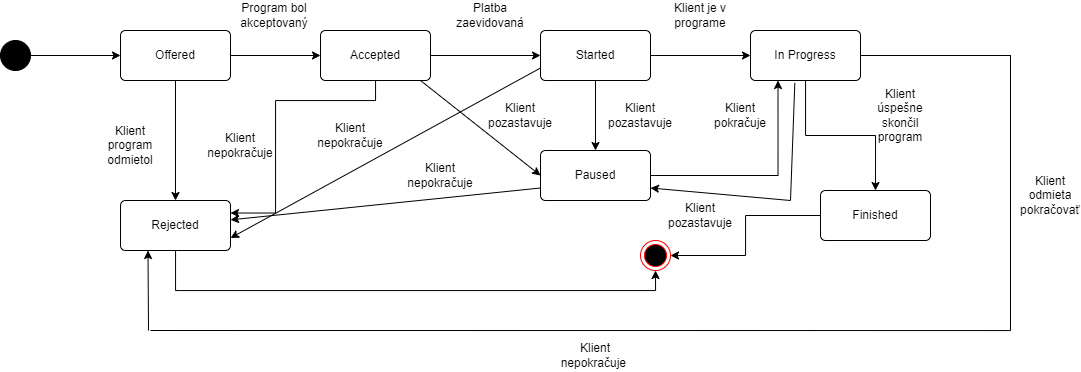 Program bol
akceptovaný
Platba
zaevidovaná
Klient je v
programe
Offered
Accepted
Started
In Progress
Klient
program
odmietol
Klient
nepokračuje
Klient
nepokračuje
Klient
pozastavuje
Klient
pozastavuje
Klient
pokračuje
Klient
úspešne
skončil
program
Klient
nepokračuje
Paused
Klient
odmieta
pokračovať
Rejected
Klient
pozastavuje
Finished
Klient
nepokračuje